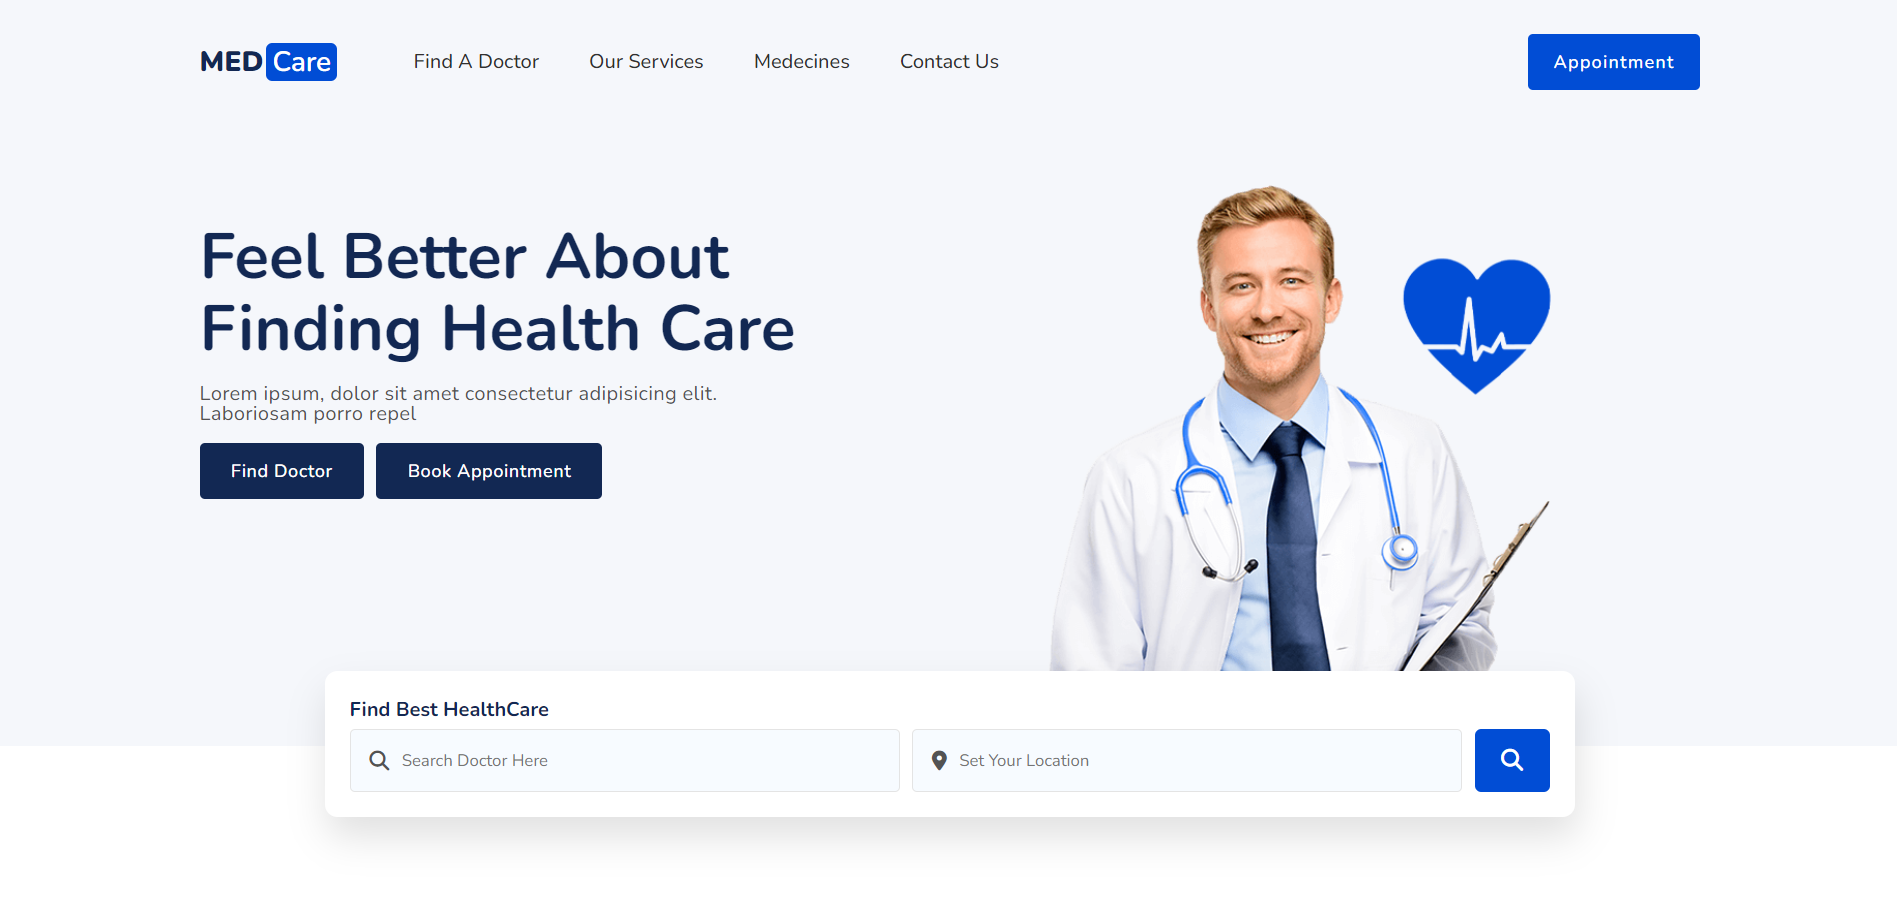 MED Care
Find A Doctor
Our Services
Medecines
Contact Us
Appointment
Feel Better About
Finding Health Care
Lorem ipsum, dolor sit amet consectetur adipisicing elit.
Laboriosam porro repel
Find Doctor
Book Appointment
Find Best HealthCare
Search Doctor Here
Set Your Location